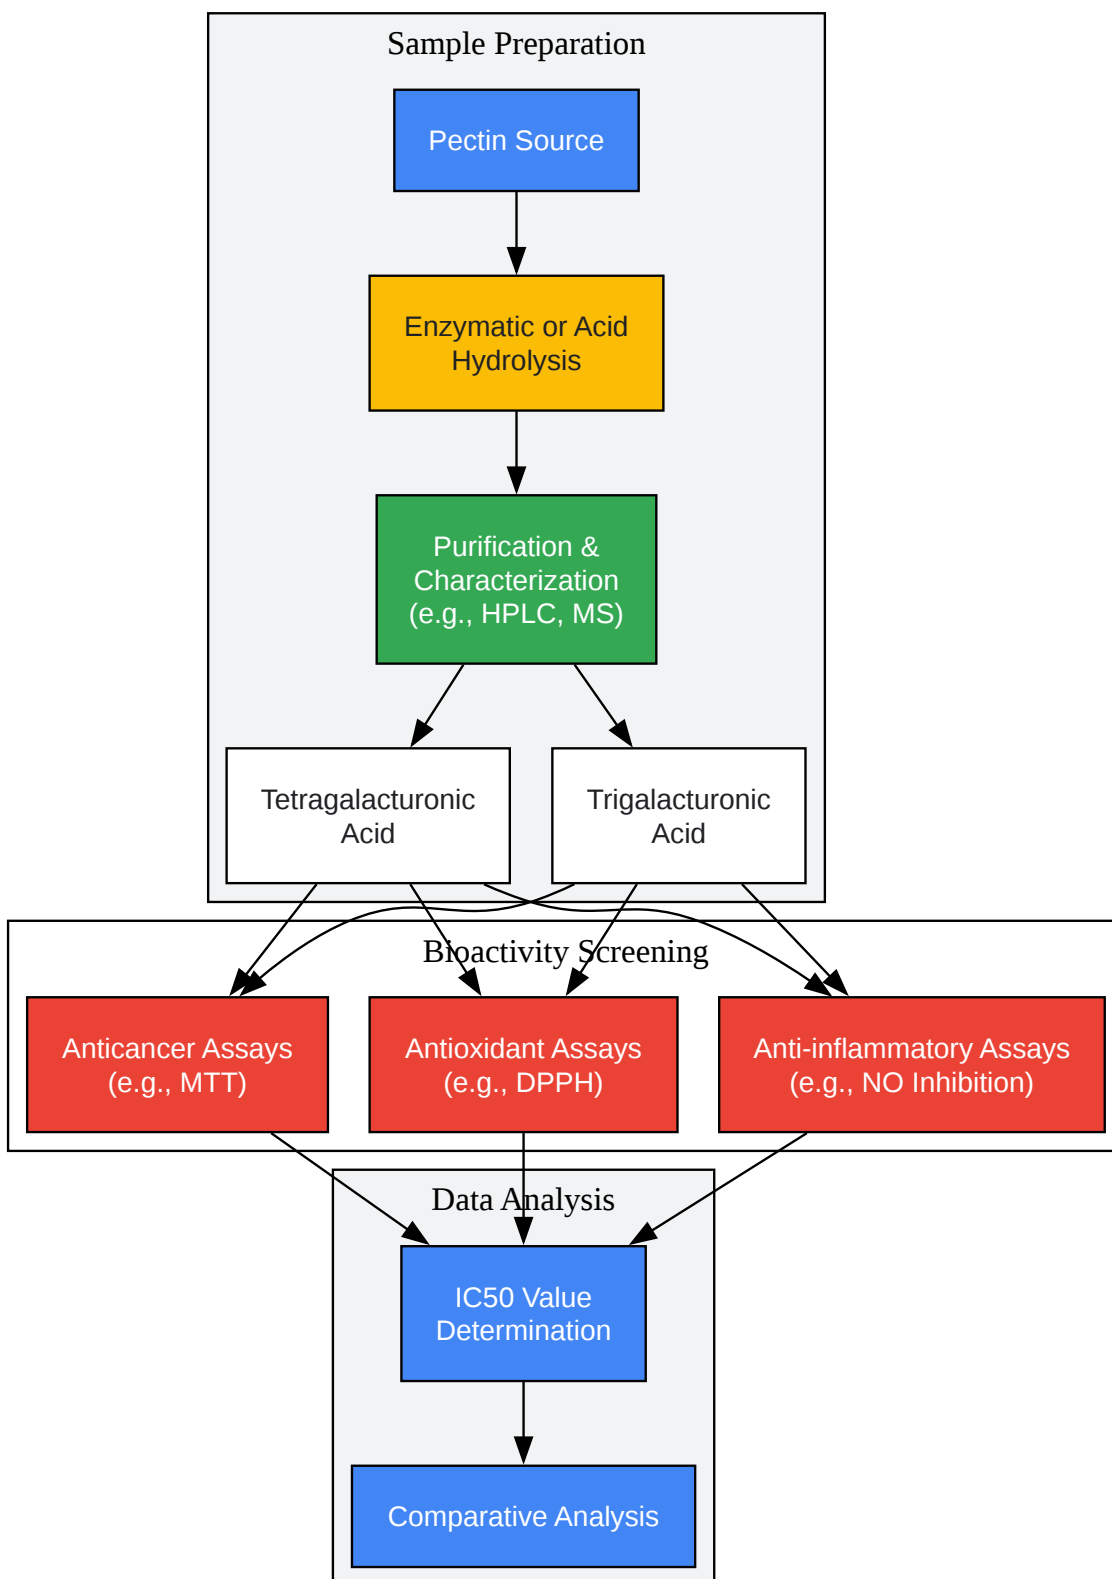 Sample Preparation
Pectin Source
Enzymatic or Acid
Hydrolysis
Purification &
Characterization
(e.g., HPLC, MS)
Tetragalacturonic
Acid
Trigalacturonic
Acid
Bioactivity Screening
Anticancer Assays
(e.g., MTT)
Antioxidant Assays
(e.g., DPPH)
Anti-inflammatory Assays
(e.g., NO Inhibition)
Data Analysis
IC50 Value
Determination
Comparative Analysis